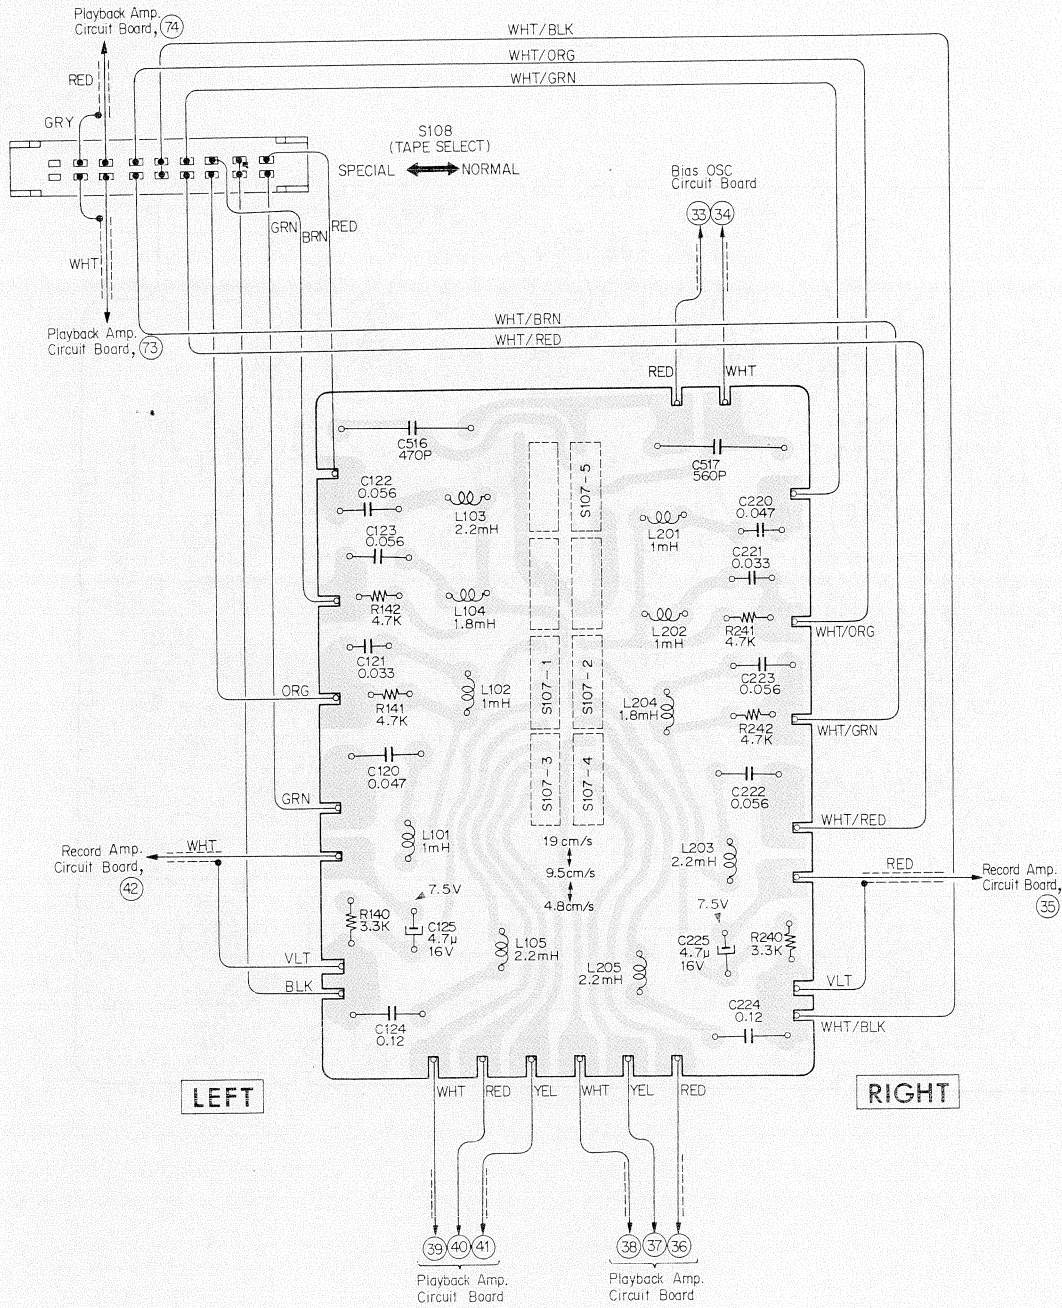 Playback Amp.
Circuit Board, 74
WHT/BLK
WHT/ORG
WHT/GRN
RED
GRY
S108
(TAPE SELECT)
SPECIAL NORMAL
Bias OSC
Circuit Board
33 34
GRN
BRN
RED
WHT
Playback Amp.
Circuit Board, 73
WHT/BRN
WHT/RED
RED
WHT
C516
470P
C517
560P
S107-5
C122
0.056
L103
2.2mH
C220
0.047
L201
1mH
C123
0.056
C221
0.033
R142
4.7K
L104
1.8mH
L202
1mH
R241
4.7K
WHT/ORG
C121
0.033
S107-1
S107-2
C223
0.056
ORG
R141
4.7K
L102
1mH
L204
1.8mH
R242
4.7K
WHT/GRN
C120
0.047
S107-3
S107-4
C222
0.056
GRN
WHT/RED
L101
1mH
19cm/s
9.5cm/s
4.8cm/s
L203
2.2mH
Record Amp.
Circuit Board,
42
WHT
RED
Record Amp.
Circuit Board,
35
7.5V
7.5V
R140
3.3K
C125
4.7μ
16V
L105
2.2mH
L205
2.2mH
C225
4.7μ
16V
R240
3.3K
VLT
BLK
VLT
WHT/BLK
C124
0.12
C224
0.12
LEFT
RIGHT
WHT RED YEL WHT YEL RED
39 40 41
38 37 36
Playback Amp.
Circuit Board
Playback Amp.
Circuit Board